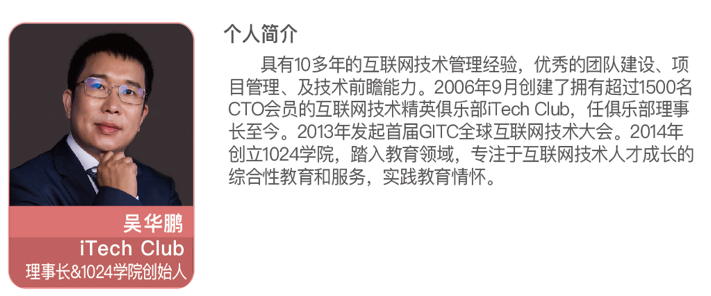 个人简介
具有10多年的互联网技术管理经验，优秀的团队建设、项
目管理、及技术前瞻能力。2006年9月创建了拥有超过1500名
CTO会员的互联网技术精英俱乐部iTech Club，任俱乐部理事
长至今。2013年发起首届GITC全球互联网技术大会。2014年
创立1024学院，踏入教育领域，专注于互联网技术人才成长的
综合性教育和服务，实践教育情怀。
吴华鹏
iTech Club
理事长&1024学院创始人